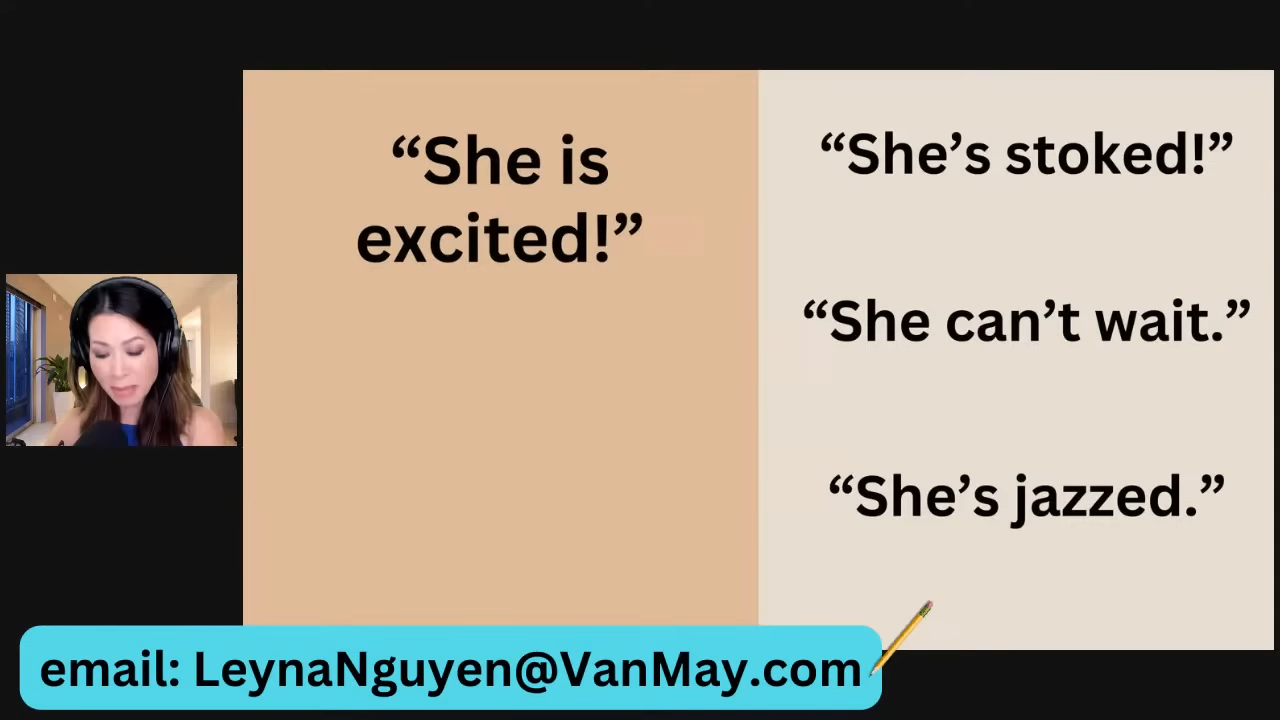 “She is
excited!”
“She’s stoked!”
“She can’t wait.”
“She’s jazzed.”
email: LeynaNguyen@VanMay.com